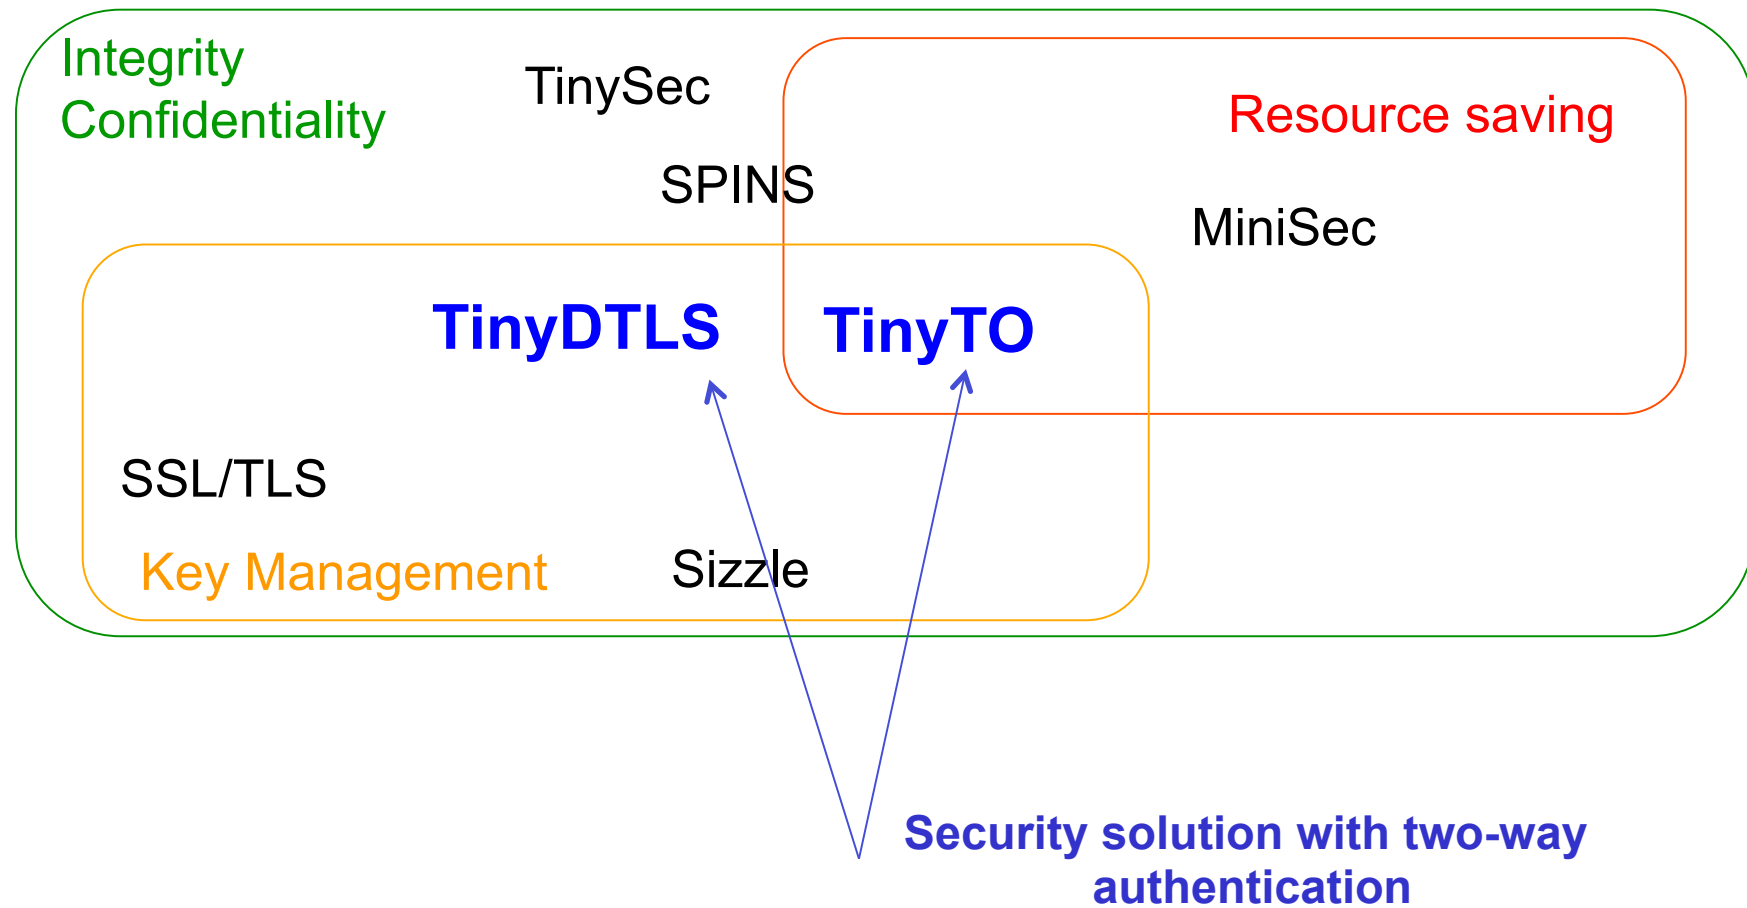 Integrity
Confidentiality
TinySec
Resource saving
SPINS
MiniSec
TinyDTLS
TinyTO
SSL/TLS
Key Management
Sizzle
Security solution with two-way
authentication